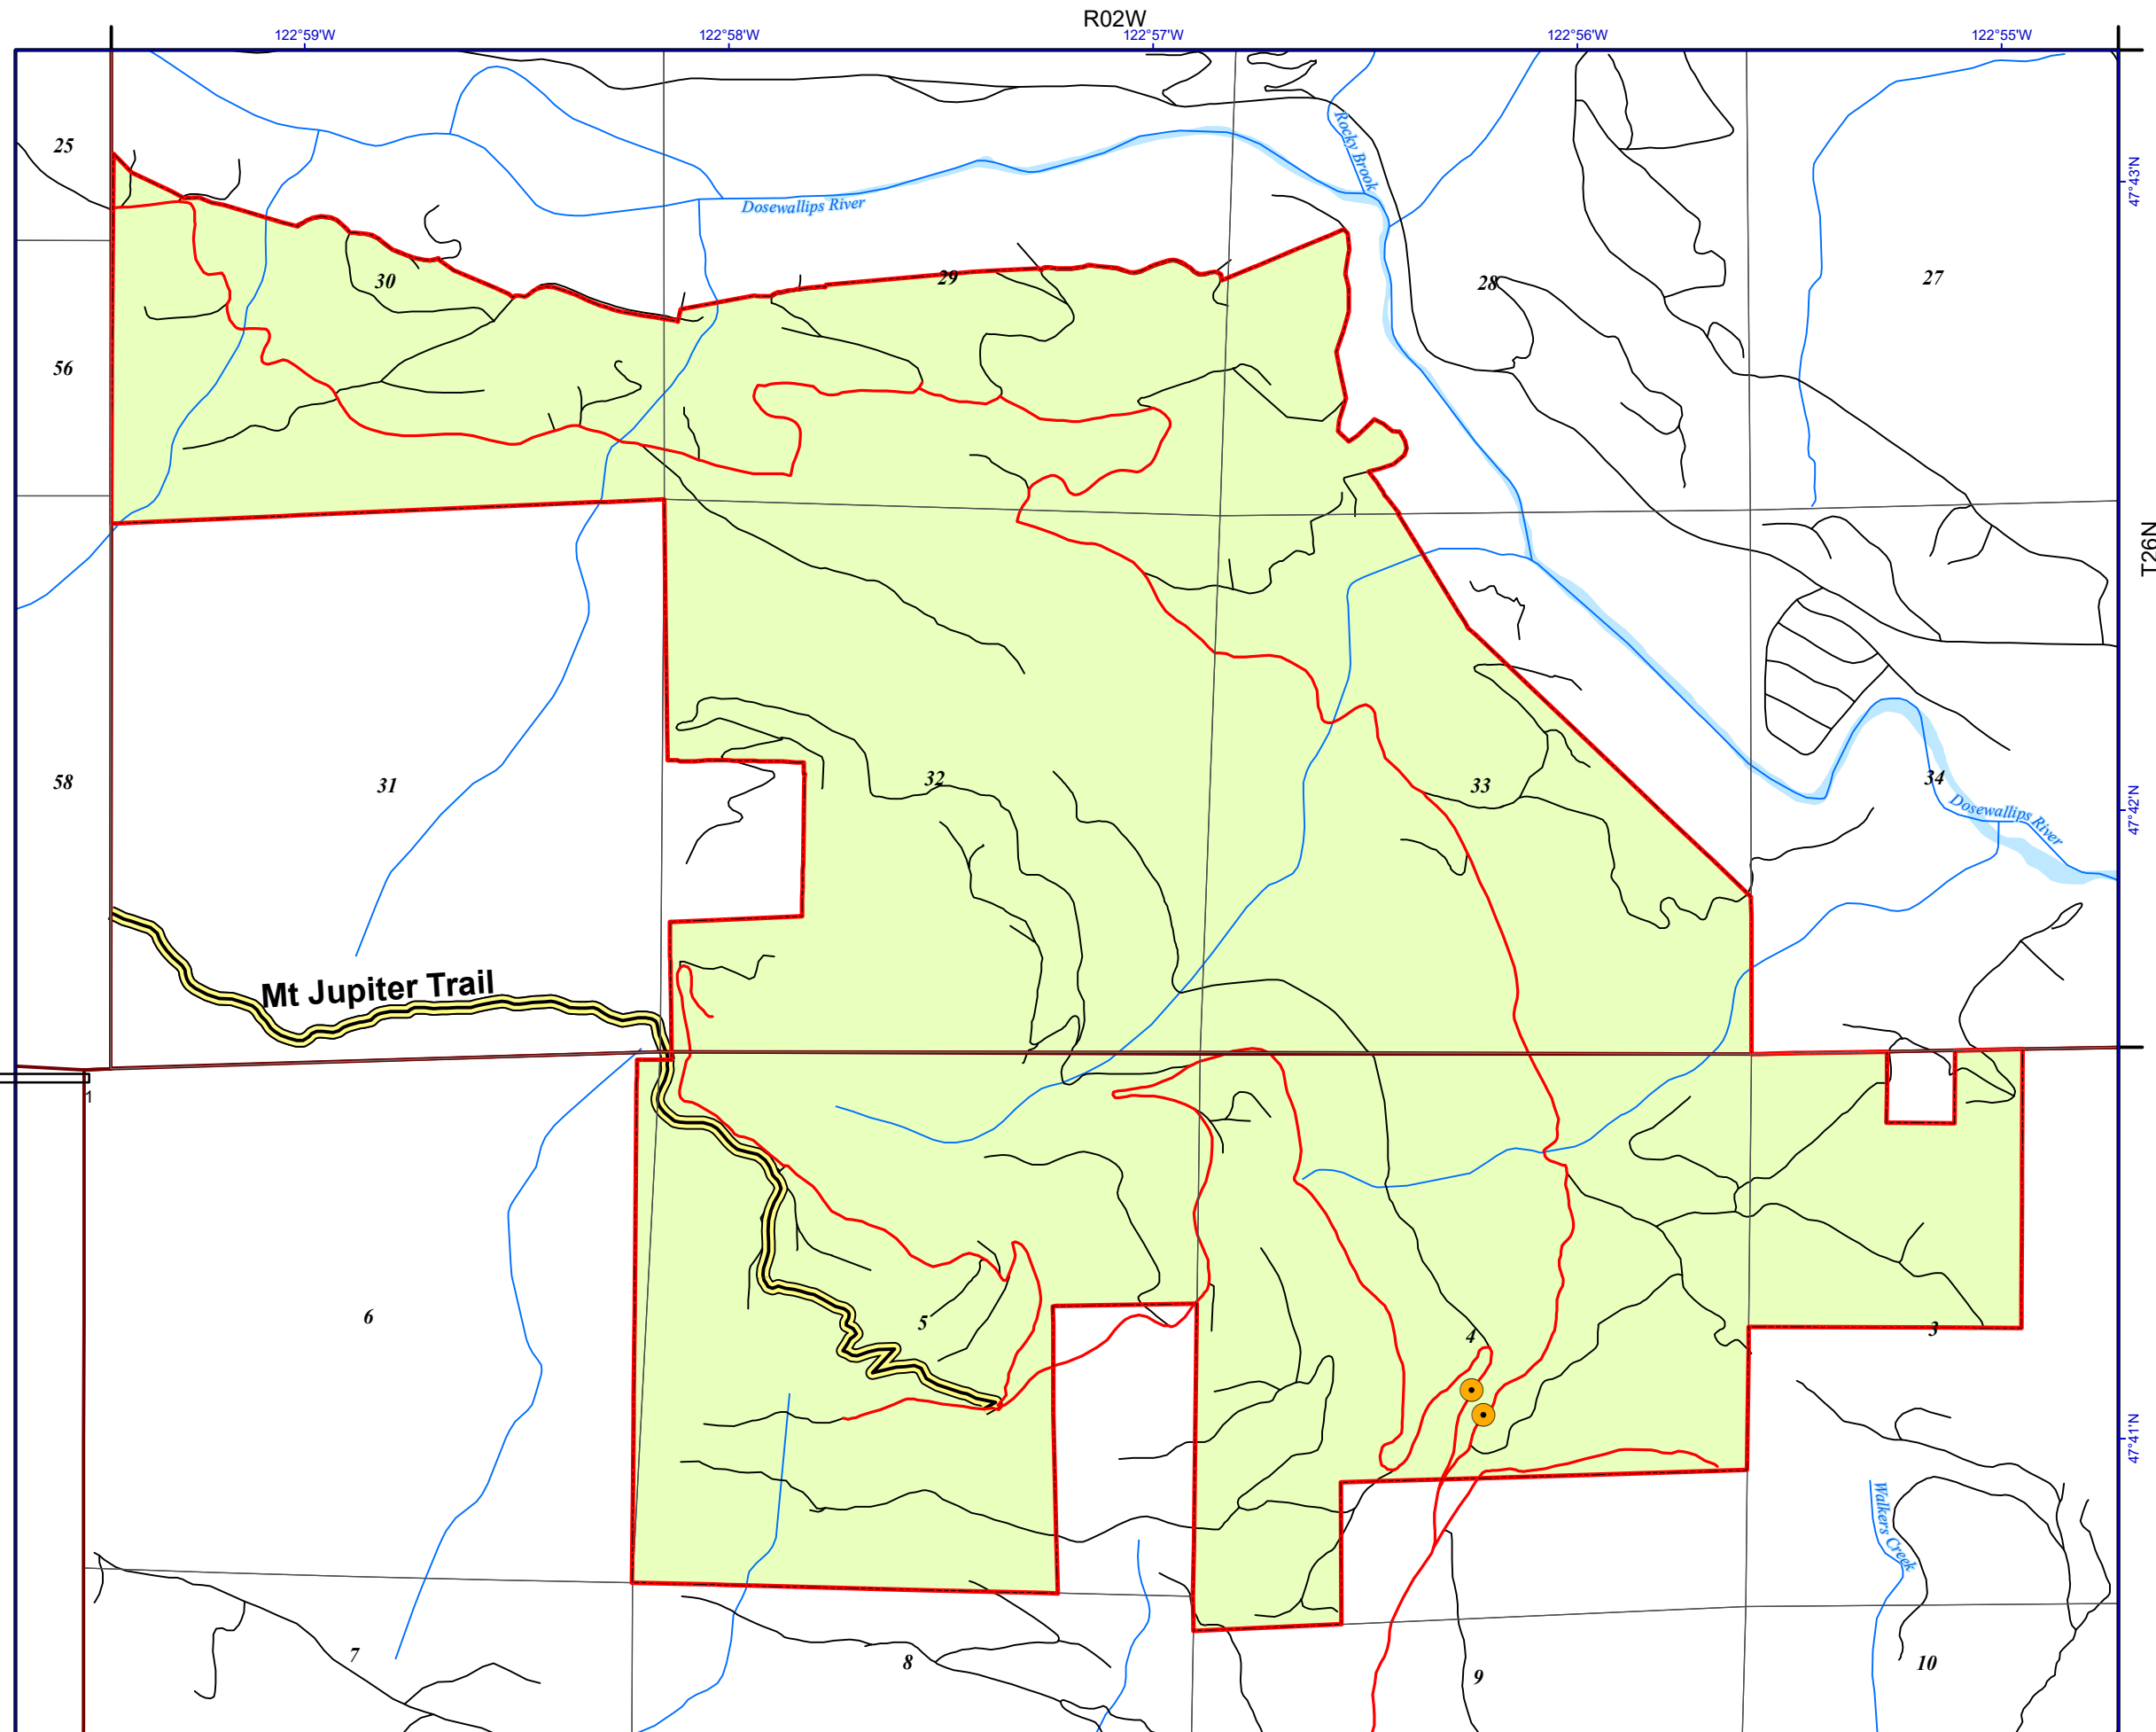 R02W
122°59'W
122°58'W
122°57'W
122°56'W
122°55'W
25
Rocky Brook
47°43'N
Dosewallips River
30
29
28
27
56
T26N
58
31
32
33
34
47°42'N
Dosewallips River
Mt Jupiter Trail
1
6
5
4
3
47°41'N
Walkers Creek
7
8
9
10